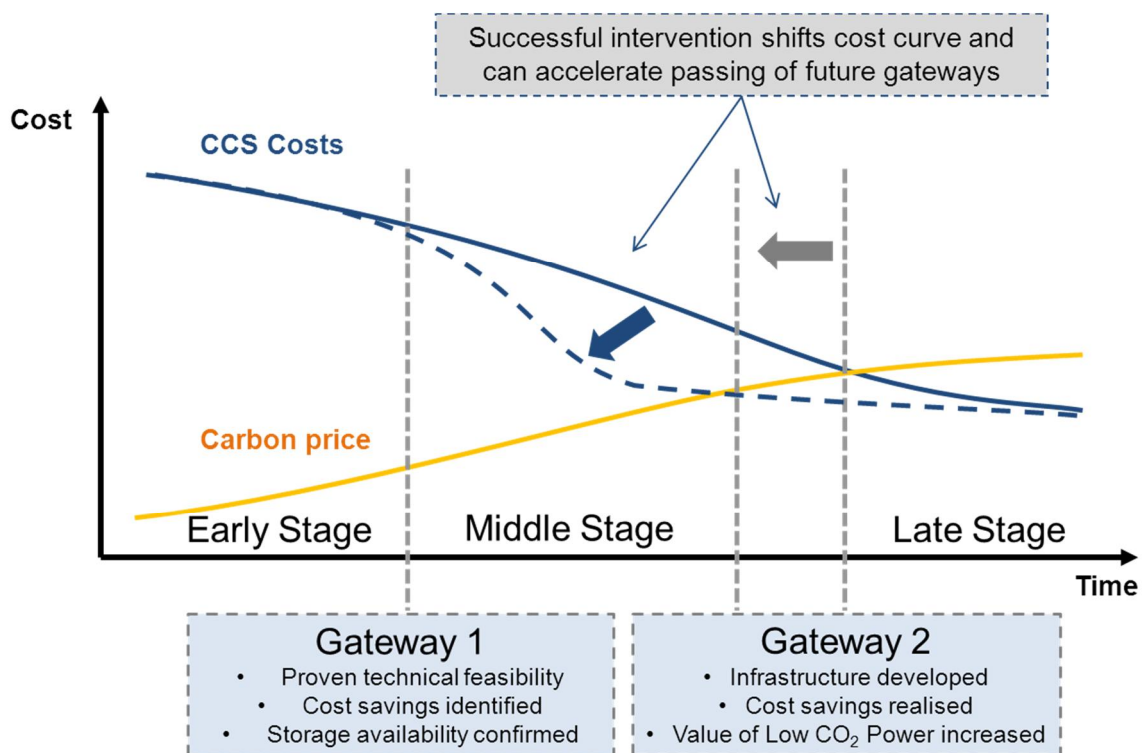 Successful intervention shifts cost curve and
can accelerate passing of future gateways
Cost
CCS Costs
Carbon price
Early Stage
Middle Stage
Late Stage
Time
Gateway 1
• Proven technical feasibility
• Cost savings identified
• Storage availability confirmed
Gateway 2
• Infrastructure developed
• Cost savings realised
• Value of Low CO₂ Power increased